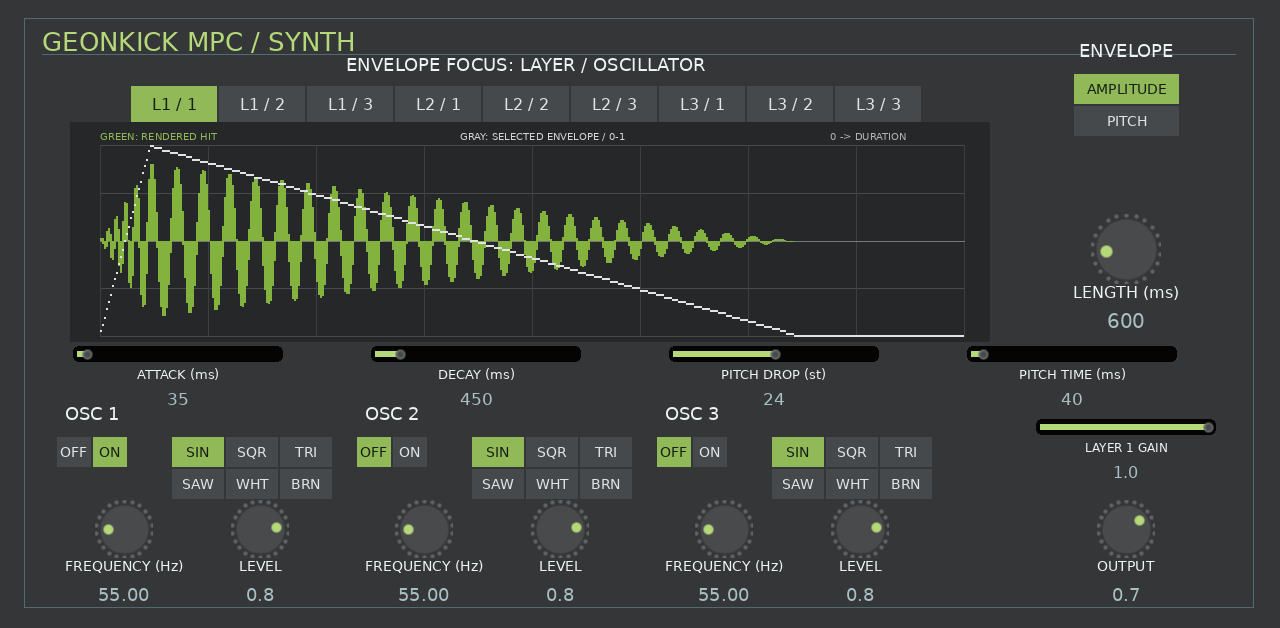 GEONKICK MPC / SYNTH
ENVELOPE FOCUS: LAYER / OSCILLATOR
ENVELOPE
L1 / 1 L1 / 2 L1 / 3 L2 / 1 L2 / 2 L2 / 3 L3 / 1 L3 / 2 L3 / 3
AMPLITUDE
PITCH
GREEN: RENDERED HIT GRAY: SELECTED ENVELOPE / 0-1 0 -> DURATION
LENGTH (ms)
600
ATTACK (ms) DECAY (ms) PITCH DROP (st) PITCH TIME (ms)
35 450 24 40
OSC 1 OSC 2 OSC 3
OFF ON SIN SQR TRI OFF ON SIN SQR TRI OFF ON SIN SQR TRI
LAYER 1 GAIN
1.0
SAW WHT BRN SAW WHT BRN SAW WHT BRN
FREQUENCY (Hz) LEVEL FREQUENCY (Hz) LEVEL FREQUENCY (Hz) LEVEL OUTPUT
55.00 0.8 55.00 0.8 55.00 0.8 0.7